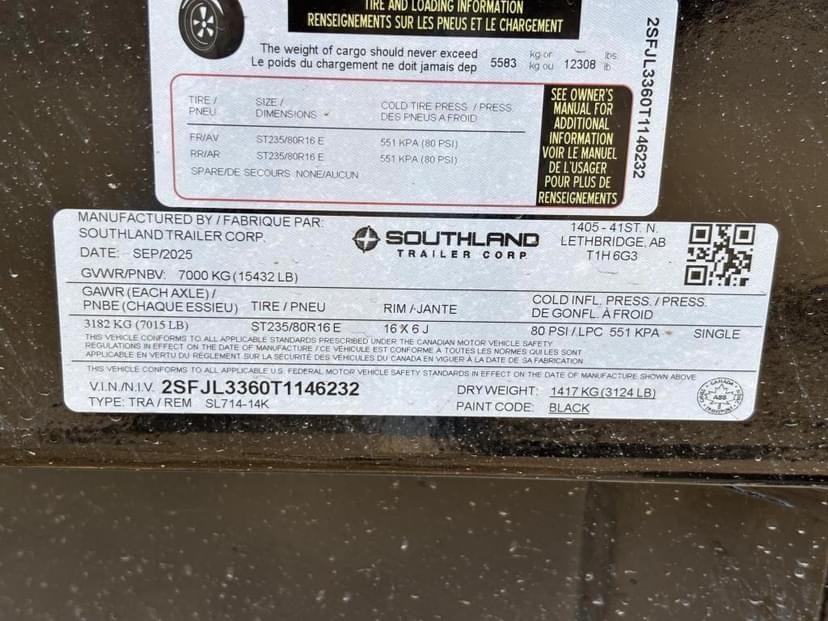 TIRE AND LOADING INFORMATION
RENSEIGNEMENTS SUR LES PNEUS ET LE CHARGEMENT
The weight of cargo should never exceed
Le poids du chargement ne doit jamais dep
5583 kg or kg ou 12308 lbs lb
TIRE / PNEU
SIZE / DIMENSIONS
COLD TIRE PRESS. / PRESS. DES PNEUS A FROID
FR/AV ST235/80R16 E 551 KPA (80 PSI)
RR/AR ST235/80R16 E 551 KPA (80 PSI)
SPARE/DE SECOURS NONE/AUCUN
SEE OWNER'S
MANUAL FOR
ADDITIONAL
INFORMATION
VOIR LE MANUEL
DE L'USAGER
POUR PLUS DE
RENSEIGNEMENTS
2SFJL3360T1146232
MANUFACTURED BY / FABRIQUE PAR:
SOUTHLAND TRAILER CORP.
DATE: SEP/2025
SOUTHLAND
TRAILER CORP
1405 - 41ST. N.
LETHBRIDGE, AB
T1H 6G3
GVWR/PNBV: 7000 KG (15432 LB)
GAWR (EACH AXLE) /
PNBE (CHAQUE ESSIEU) TIRE / PNEU RIM /JANTE
COLD INFL. PRESS. / PRESS.
DE GONFL. À FROID
3182 KG (7015 LB) ST235/80R16 E 16 X 6 J 80 PSI / LPC 551 KPA SINGLE
THIS VEHICLE CONFORMS TO ALL APPLICABLE STANDARDS PRESCRIBED UNDER THE CANADIAN MOTOR VEHICLE SAFETY
REGULATIONS IN EFFECT ON THE DATE OF MANUFACTURE / CE VÉHICULE EST CONFORME À TOUTES LES NORMES QUI LES SONT
APPLICABLE EN VERTU DU RÈGLEMENT SUR LA SÉCURITÉ DES VÉHICLES DU CANADA EN VIGUER À LA DATE DE SA FABRICATION
THIS VEHICLE CONFORMS TO ALL APPLICABLE U.S. FEDERAL MOTOR VEHICLE SAFETY STANDARDS IN EFFECT ON THE DATE OF MANUFACTURE SHOWN ABOVE
V.I.N./N.I.V. 2SFJL3360T1146232 DRY WEIGHT: 1417 KG (3124 LB)
TYPE: TRA / REM SL714-14K PAINT CODE: BLACK
CANADA
ABS